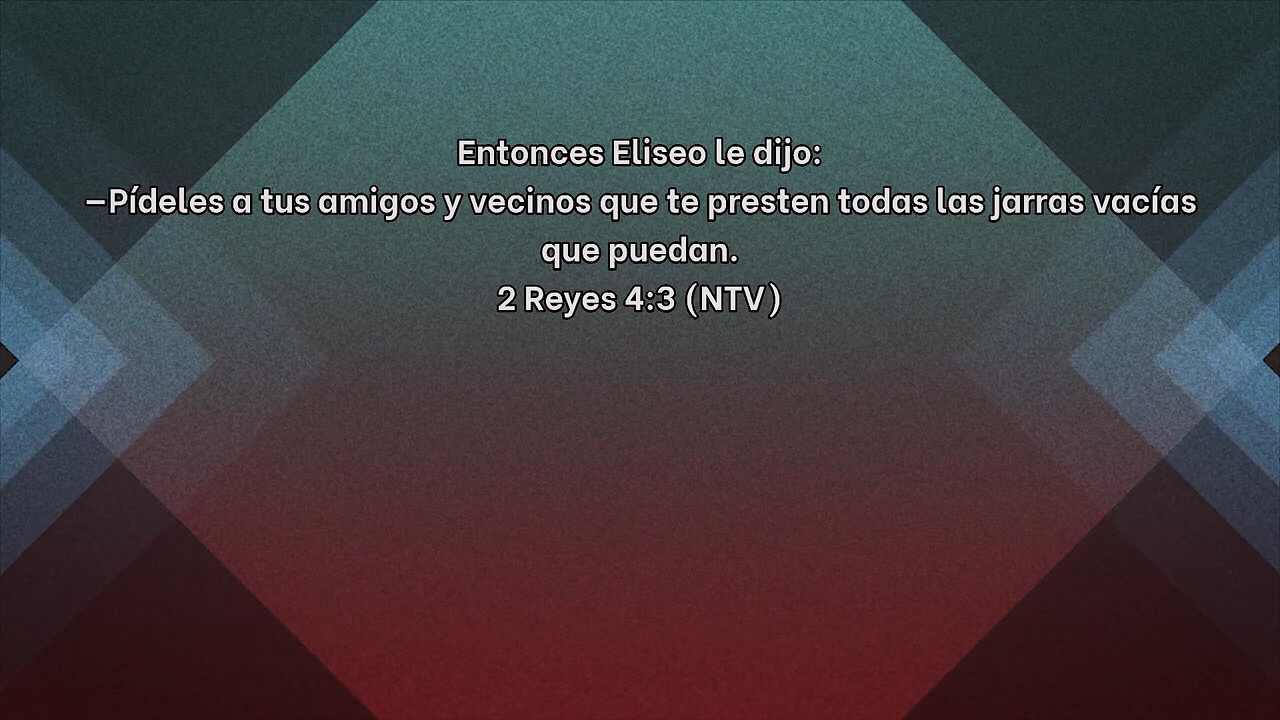 Entonces Eliseo le dijo:
—Pídeles a tus amigos y vecinos que te presten todas las jarras vacías
que puedan.
2 Reyes 4:3 (NTV)